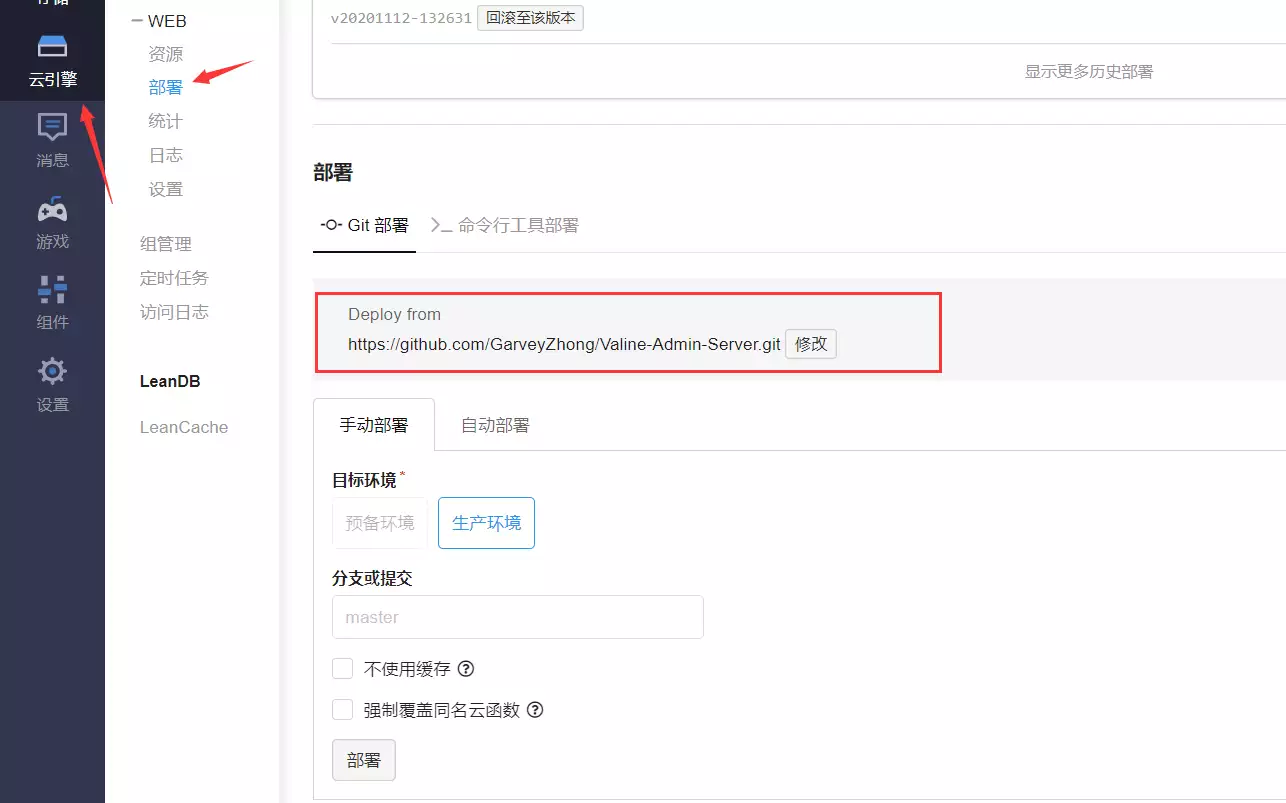 云引擎
消息
游戏
组件
设置
WEB
资源
部署
统计
日志
设置
组管理
定时任务
访问日志
LeanDB
LeanCache
v20201112-132631 回滚至该版本
显示更多历史部署
部署
Git 部署 命令行工具部署
Deploy from
https://github.com/GarveyZhong/Valine-Admin-Server.git 修改
手动部署 自动部署
目标环境*
预备环境 生产环境
分支或提交
master
不使用缓存
强制覆盖同名云函数
部署